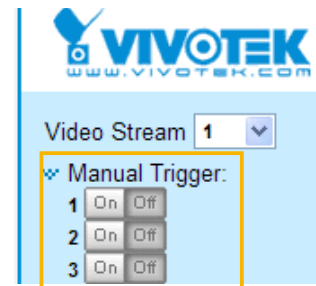 VIVOTEK
www.vivotek.com
Video Stream 1
Manual Trigger:
1 On Off
2 On Off
3 On Off